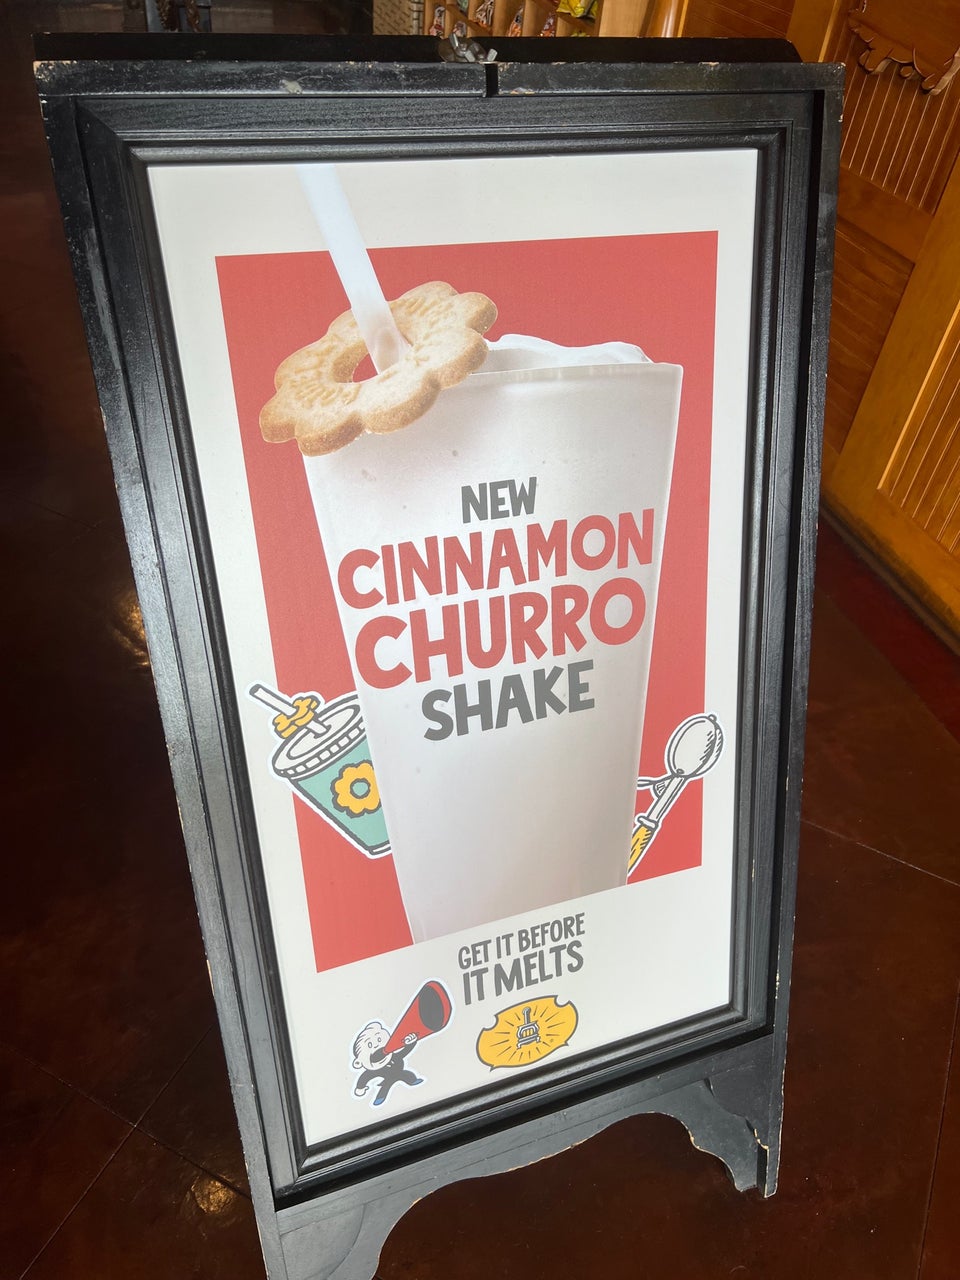 NEW
CINNAMON
CHURRO
SHAKE
GET IT BEFORE
IT MELTS